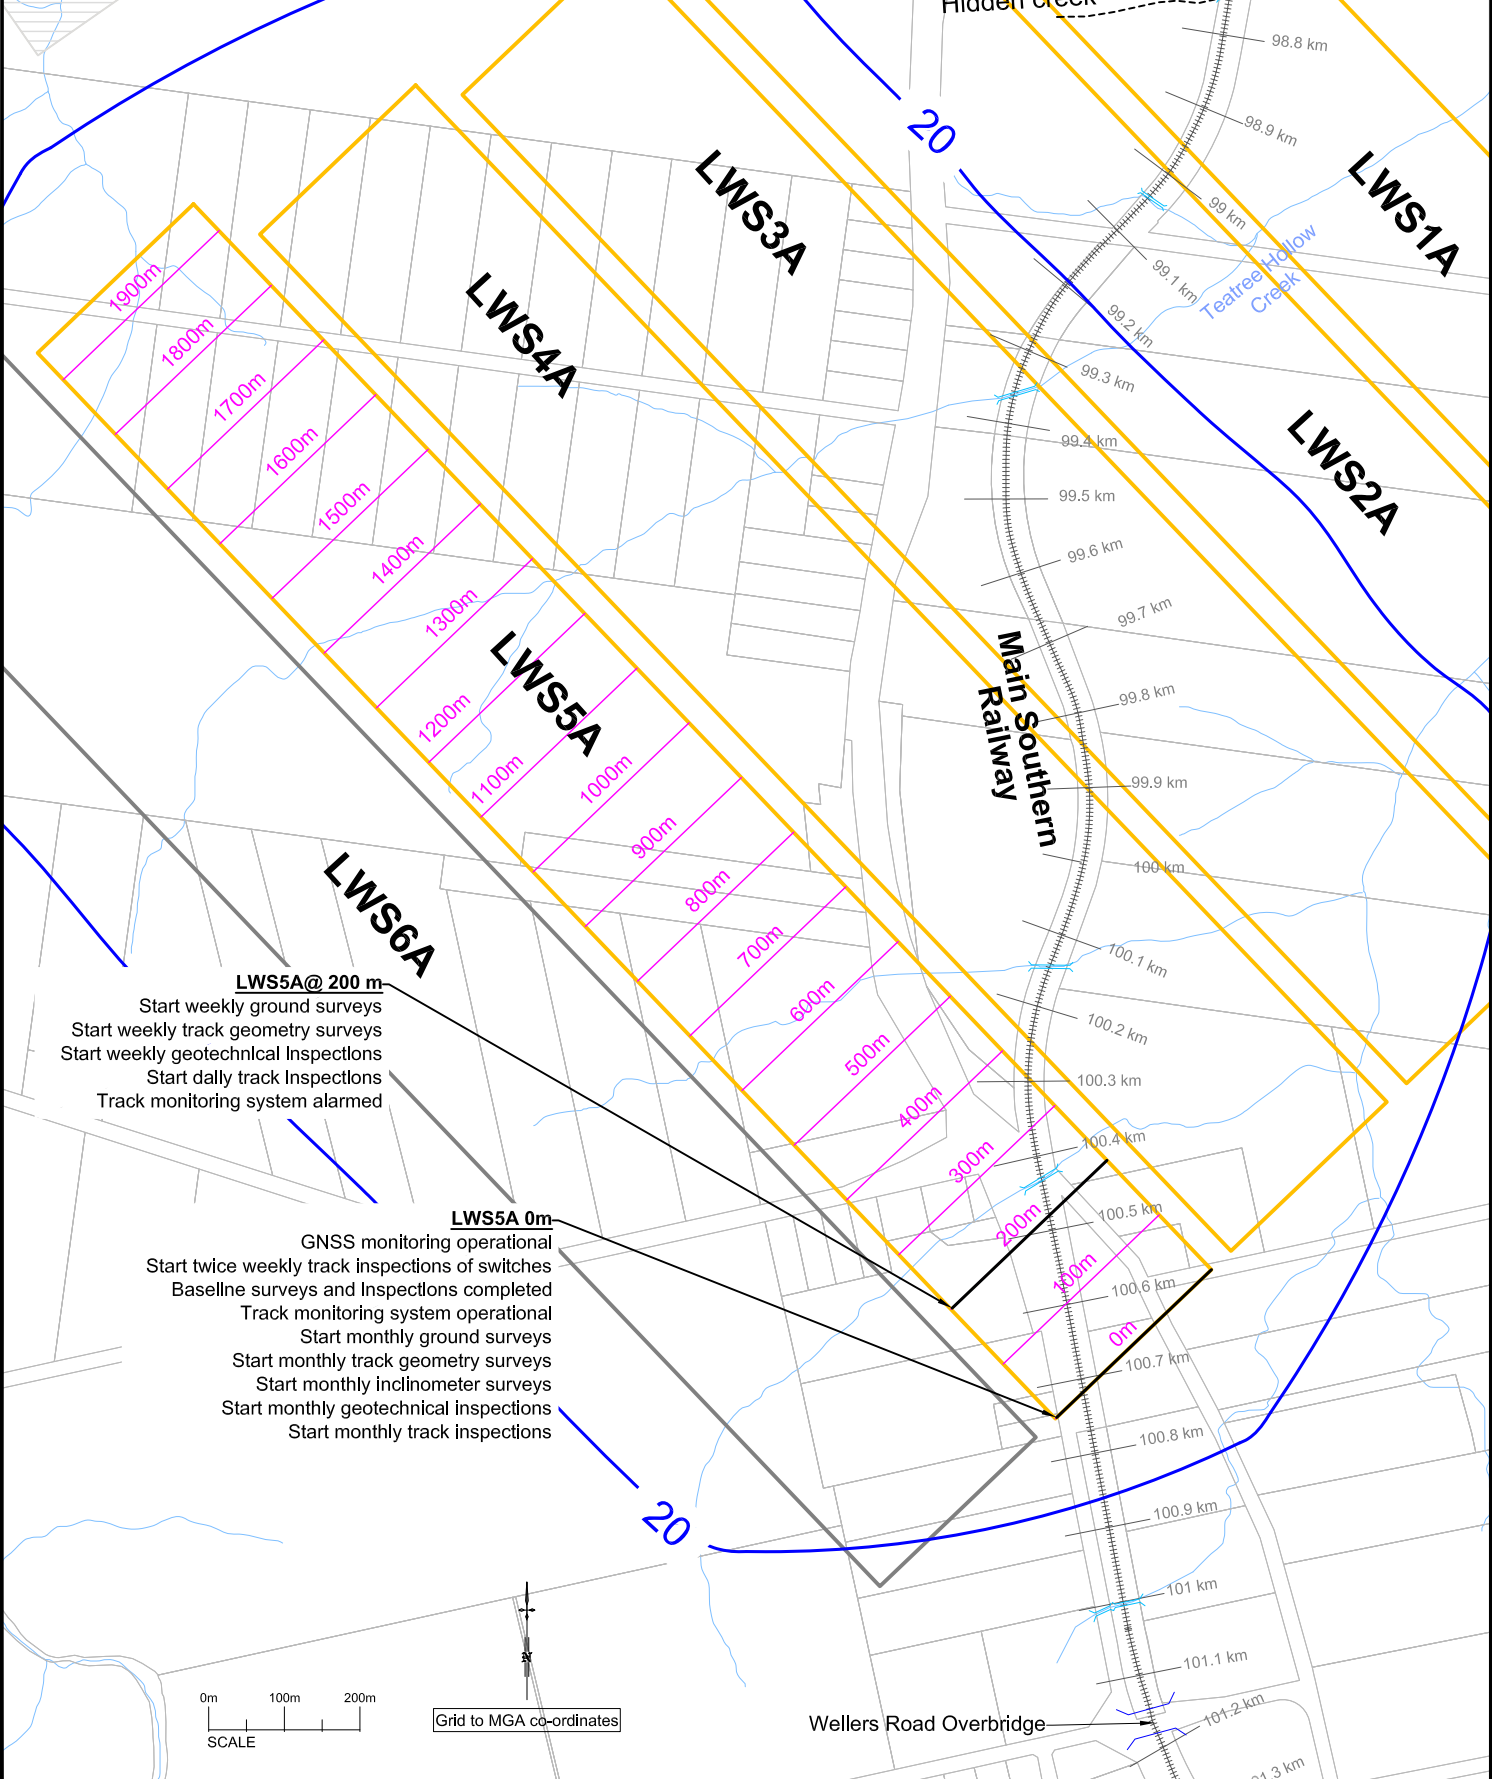 Hidden creek
98.8 km
98.9 km
99 km
99.1 km
99.2 km
99.3 km
99.4 km
99.5 km
99.6 km
99.7 km
99.8 km
99.9 km
100 km
100.1 km
100.2 km
100.3 km
100.4 km
100.5 km
100.6 km
100.7 km
100.8 km
100.9 km
101 km
101.1 km
101.2 km
20
LWS1A
LWS2A
LWS3A
LWS4A
LWS5A
LWS6A
Teatree Hollow
Creek
Main Southern
Railway
1900m
1800m
1700m
1600m
1500m
1400m
1300m
1200m
1100m
1000m
900m
800m
700m
600m
500m
400m
300m
200m
100m
0m
LWS5A@ 200 m
Start weekly ground surveys
Start weekly track geometry surveys
Start weekly geotechnical Inspections
Start daily track Inspections
Track monitoring system alarmed
LWS5A 0m
GNSS monitoring operational
Start twice weekly track inspections of switches
Baseline surveys and Inspections completed
Track monitoring system operational
Start monthly ground surveys
Start monthly track geometry surveys
Start monthly inclinometer surveys
Start monthly geotechnical inspections
Start monthly track inspections
20
N
0m 100m 200m
SCALE
Grid to MGA co-ordinates
Wellers Road Overbridge